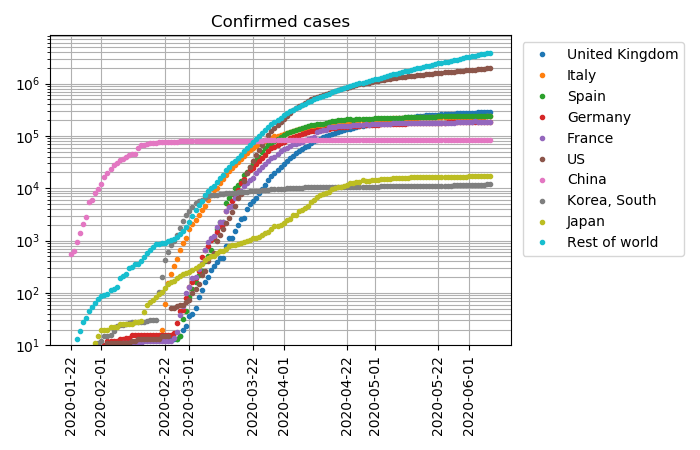 Confirmed cases
10^6
10^5
10^4
10^3
10^2
10^1
2020-01-22
2020-02-01
2020-02-22
2020-03-01
2020-03-22
2020-04-01
2020-04-22
2020-05-01
2020-05-22
2020-06-01
United Kingdom
Italy
Spain
Germany
France
US
China
Korea, South
Japan
Rest of world